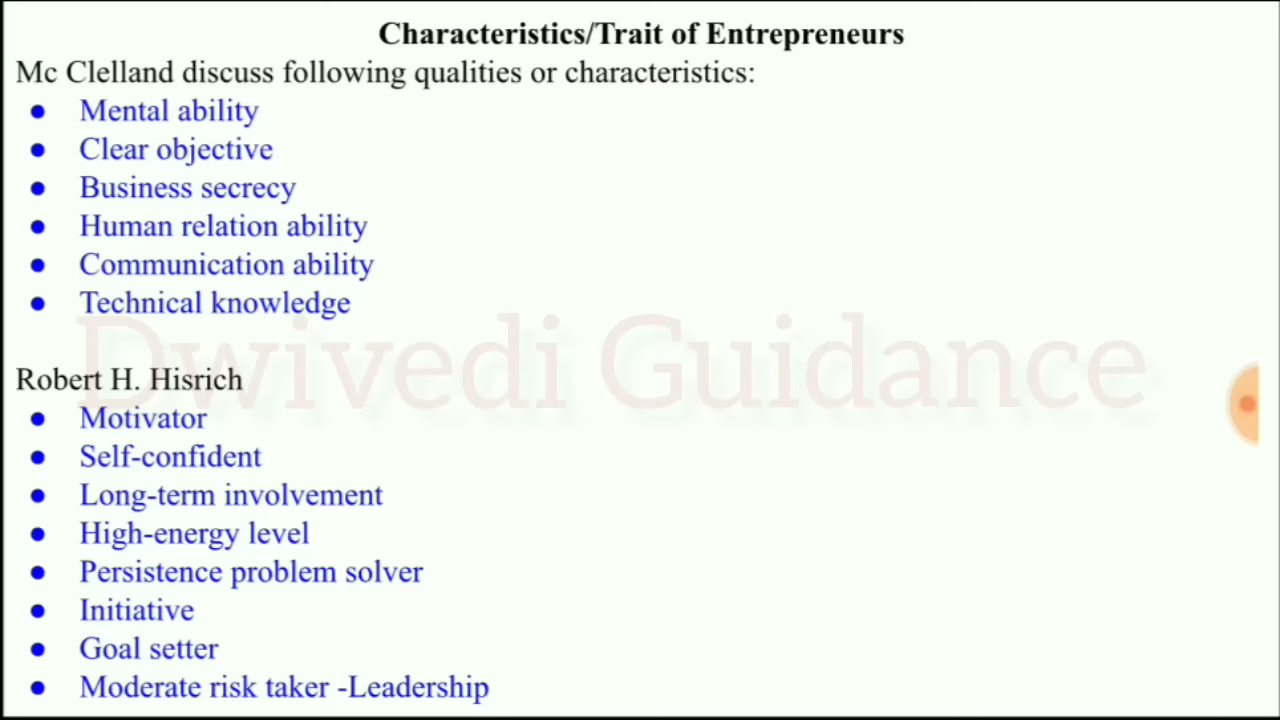 Characteristics/Trait of Entrepreneurs
Mc Clelland discuss following qualities or characteristics:
● Mental ability
● Clear objective
● Business secrecy
● Human relation ability
● Communication ability
● Technical knowledge
Dwivedi Guidance
Robert H. Hisrich
● Motivator
● Self-confident
● Long-term involvement
● High-energy level
● Persistence problem solver
● Initiative
● Goal setter
● Moderate risk taker -Leadership